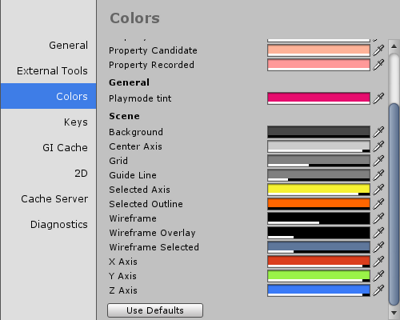 Colors
General
External Tools
Colors
Keys
GI Cache
2D
Cache Server
Diagnostics
Property Candidate
Property Recorded
General
Playmode tint
Scene
Background
Center Axis
Grid
Guide Line
Selected Axis
Selected Outline
Wireframe
Wireframe Overlay
Wireframe Selected
X Axis
Y Axis
Z Axis
Use Defaults